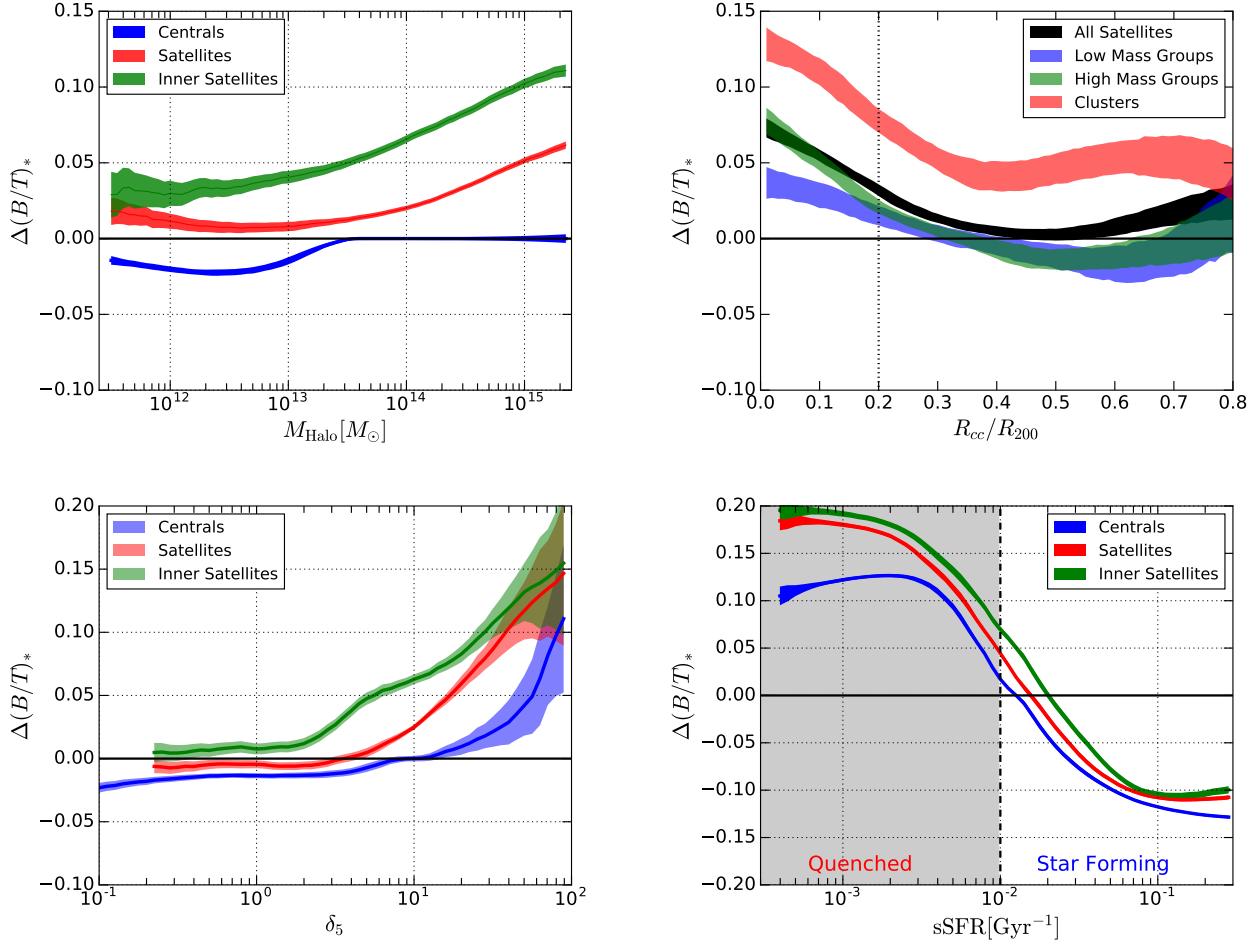 Centrals
Satellites
Inner Satellites
0.15
0.10
0.05
0.00
−0.05
−0.10
Δ(B/T)∗
10¹² 10¹³ 10¹⁴ 10¹⁵
M_Halo[M_⊙]
All Satellites
Low Mass Groups
High Mass Groups
Clusters
0.15
0.10
0.05
0.00
−0.05
−0.10
Δ(B/T)∗
0.0 0.1 0.2 0.3 0.4 0.5 0.6 0.7 0.8
R_cc/R_200
Centrals
Satellites
Inner Satellites
0.20
0.15
0.10
0.05
0.00
−0.05
−0.10
Δ(B/T)∗
10⁻¹ 10⁰ 10¹ 10²
δ₅
Centrals
Satellites
Inner Satellites
0.20
0.15
0.10
0.05
0.00
−0.05
−0.10
−0.15
−0.20
Δ(B/T)∗
Quenched Star Forming
10⁻³ 10⁻² 10⁻¹
sSFR[Gyr⁻¹]